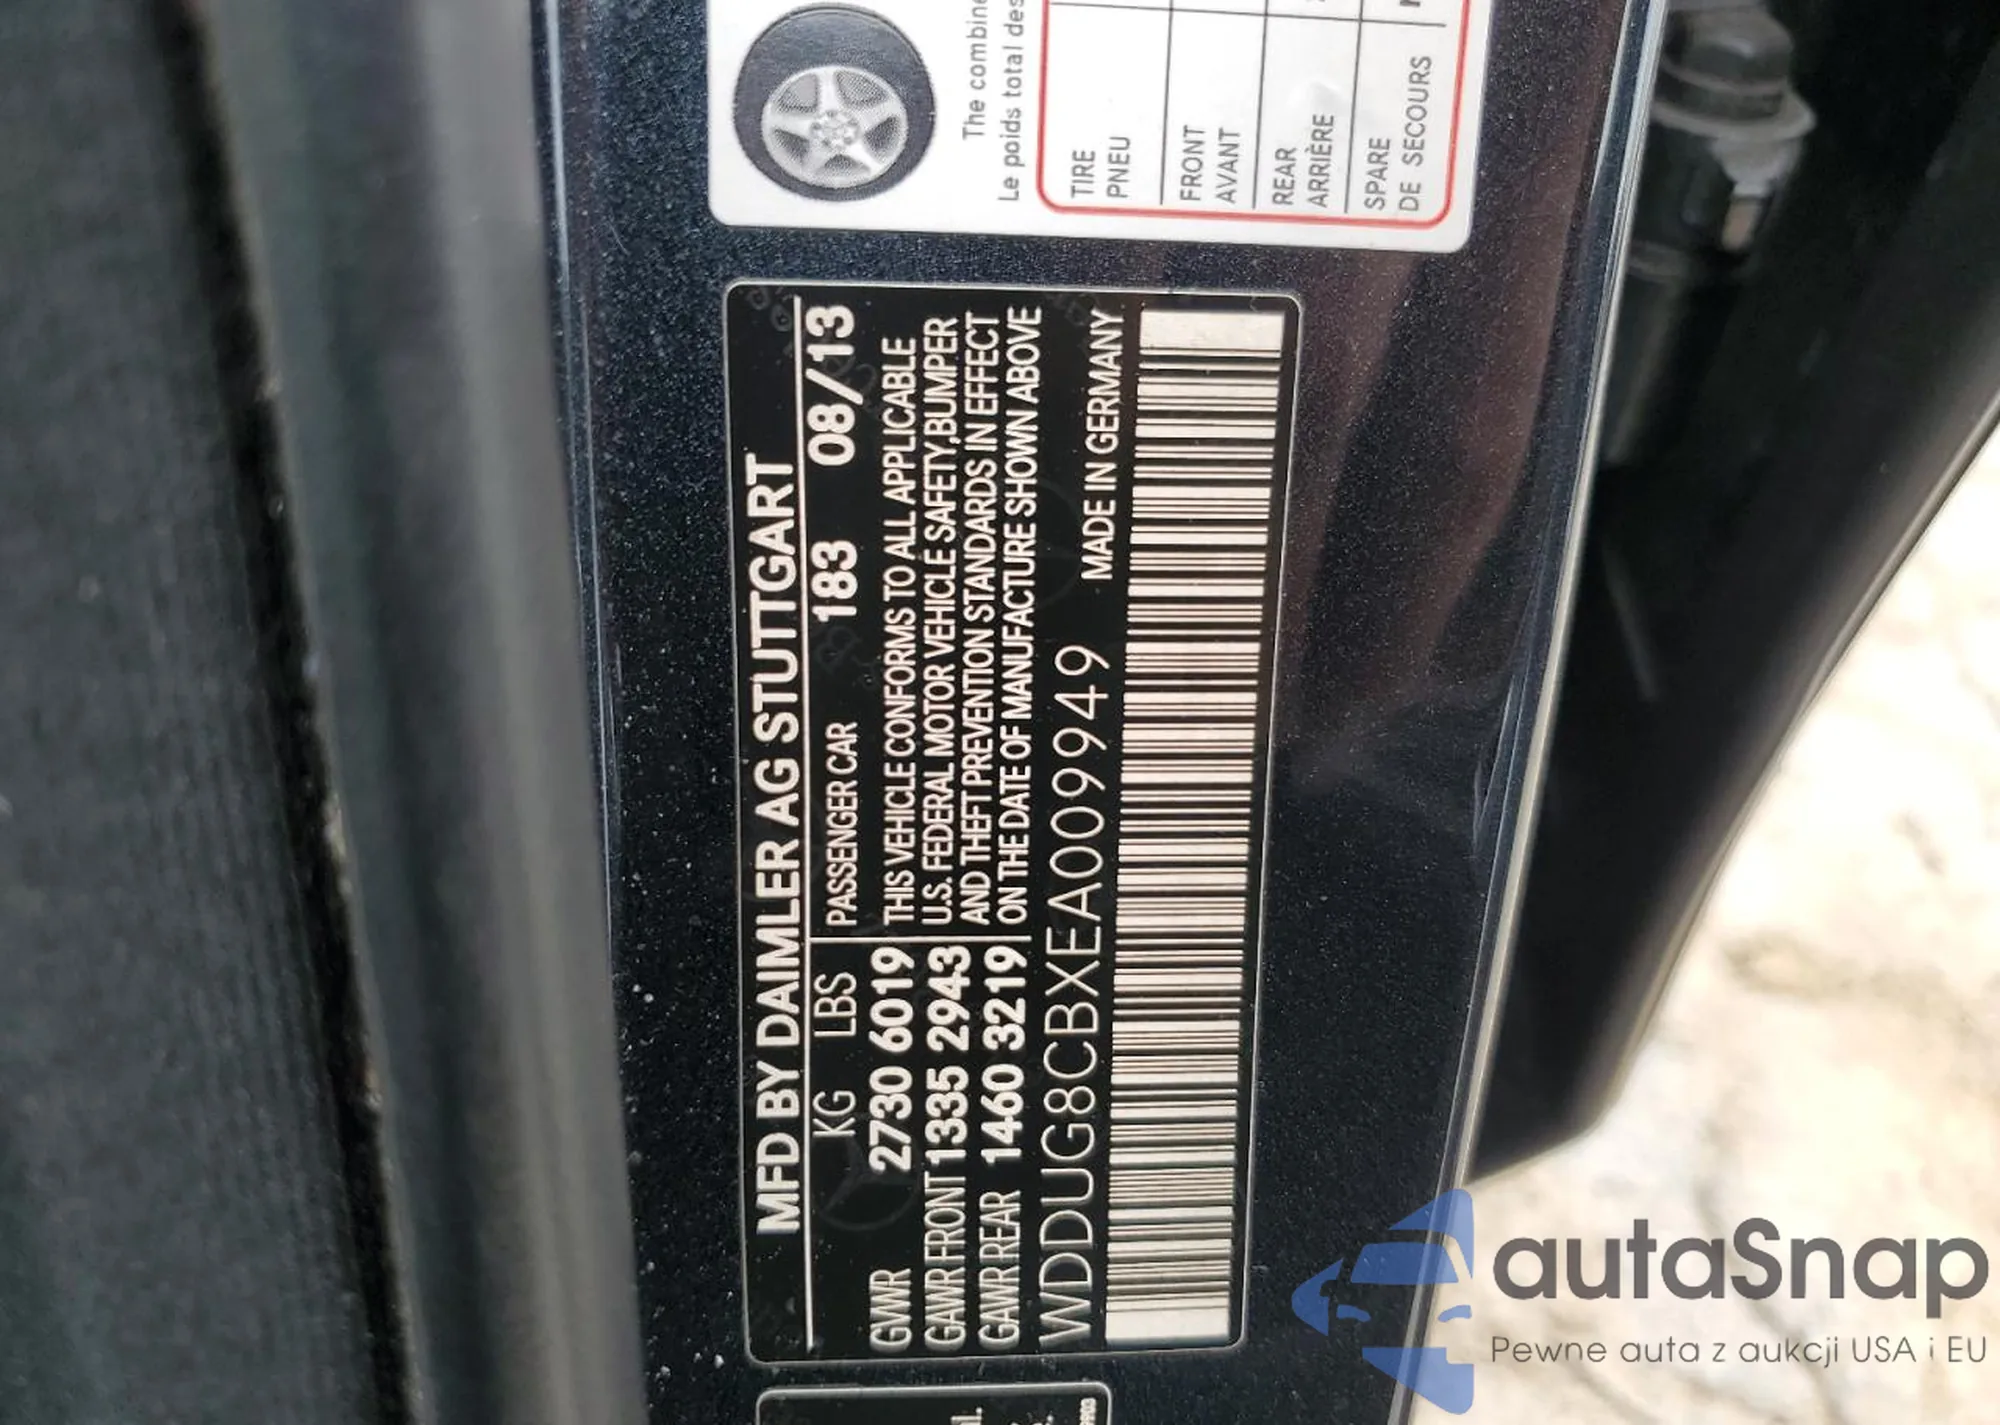 MFD BY DAIMLER AG STUTTGART
KG LBS PASSENGER CAR 183 08/13
GVWR 2730 6019 THIS VEHICLE CONFORMS TO ALL APPLICABLE
GAWR FRONT 1335 2943 U.S. FEDERAL MOTOR VEHICLE SAFETY,BUMPER
GAWR REAR 1460 3219 AND THEFT PREVENTION STANDARDS IN EFFECT
ON THE DATE OF MANUFACTURE SHOWN ABOVE
WDDUG8CBXEA009949 MADE IN GERMANY
The combine
Le poids total des
TIRE
PNEU
FRONT
AVANT
REAR
ARRIÈRE
SPARE
DE SECOURS
autaSnap
Pewne auta z aukcji USA i EU